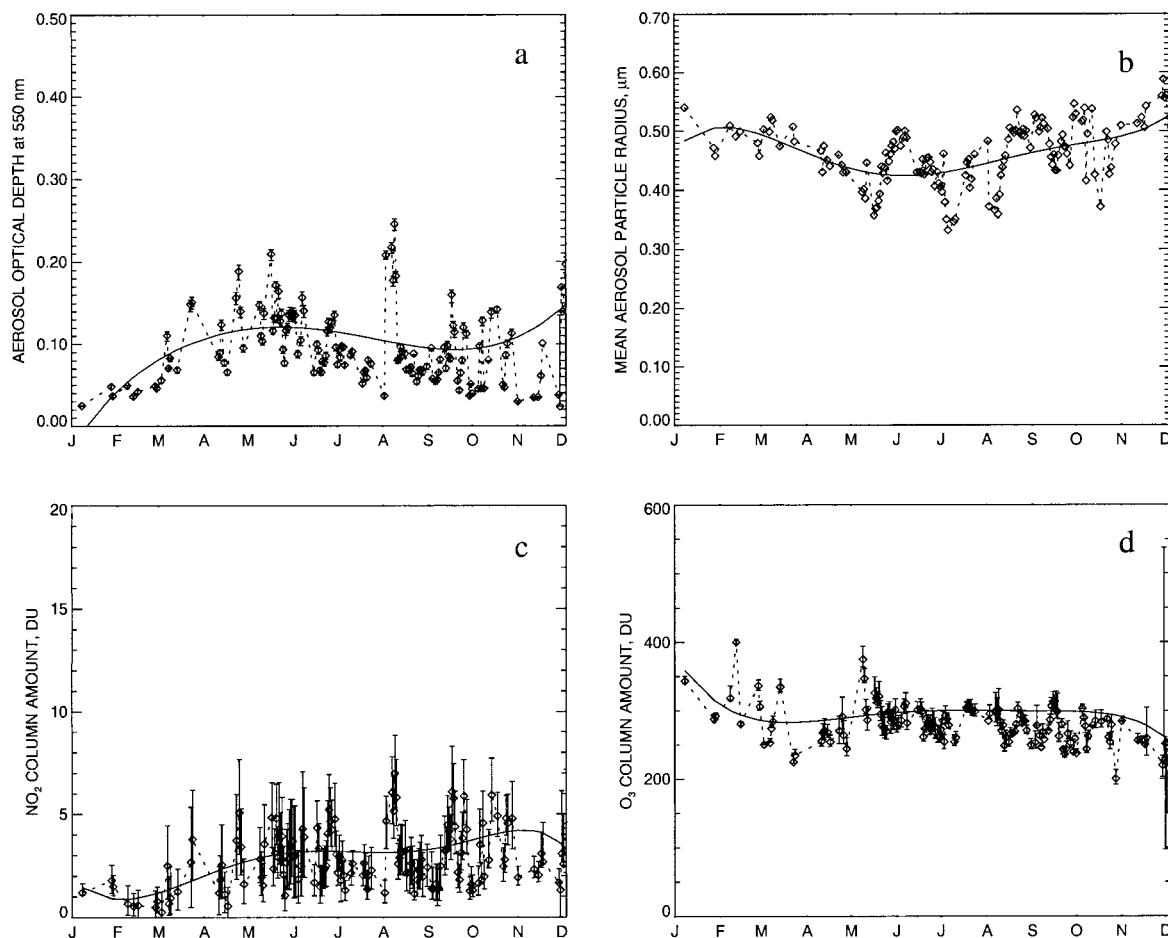 AEROSOL OPTICAL DEPTH at 550 nm
0.50
0.40
0.30
0.20
0.10
0.00
a
J F M A M J J A S O N D
MEAN AEROSOL PARTICLE RADIUS, μm
0.70
0.60
0.50
0.40
0.30
0.20
0.10
0.00
b
J F M A M J J A S O N D
NO₂ COLUMN AMOUNT, DU
20
15
10
5
0
c
J F M A M J J A S O N D
O₃ COLUMN AMOUNT, DU
600
400
200
0
d
J F M A M J J A S O N D